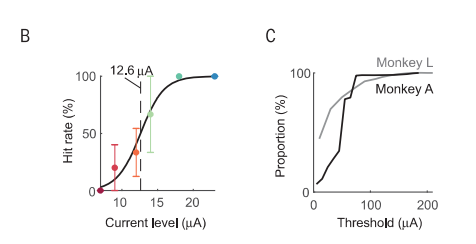 B
12.6 µA
100
50
0
Hit rate (%)
10
15
20
Current level (µA)
C
Monkey L
Monkey A
100
0
Proportion (%)
0
100
200
Threshold (µA)